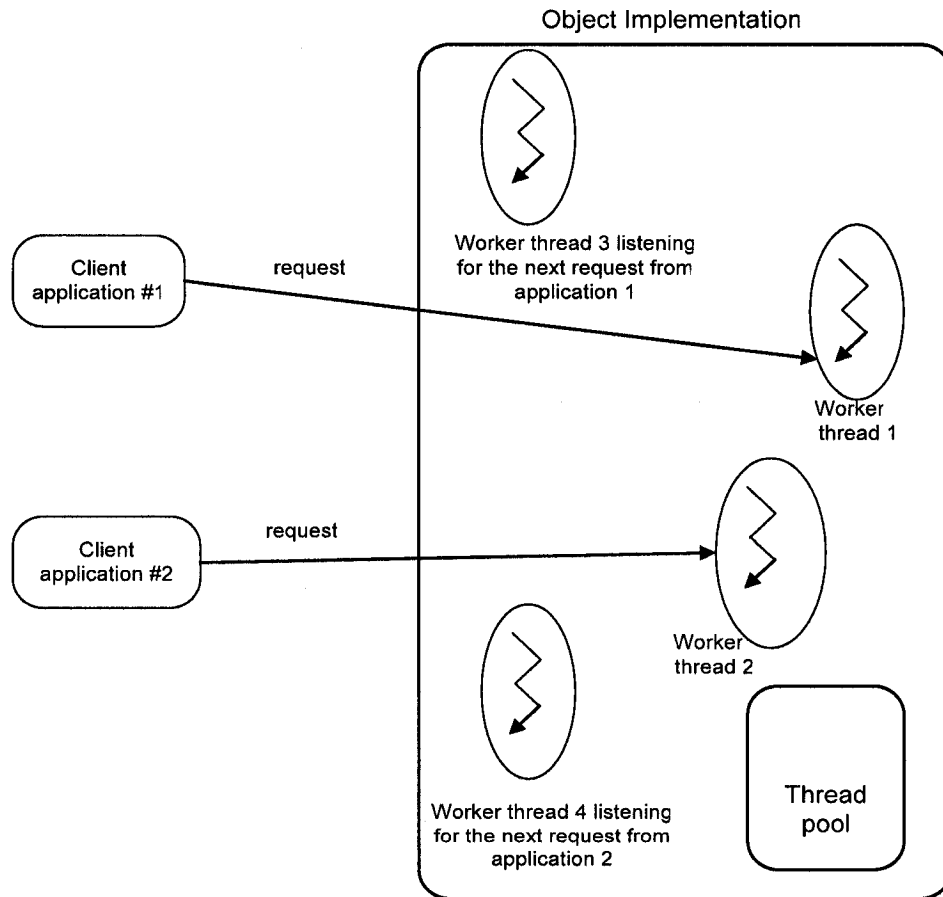 Object Implementation
Worker thread 3 listening
for the next request from
application 1
Client
application #1
request
Worker
thread 1
Client
application #2
request
Worker
thread 2
Worker thread 4 listening
for the next request from
application 2
Thread
pool